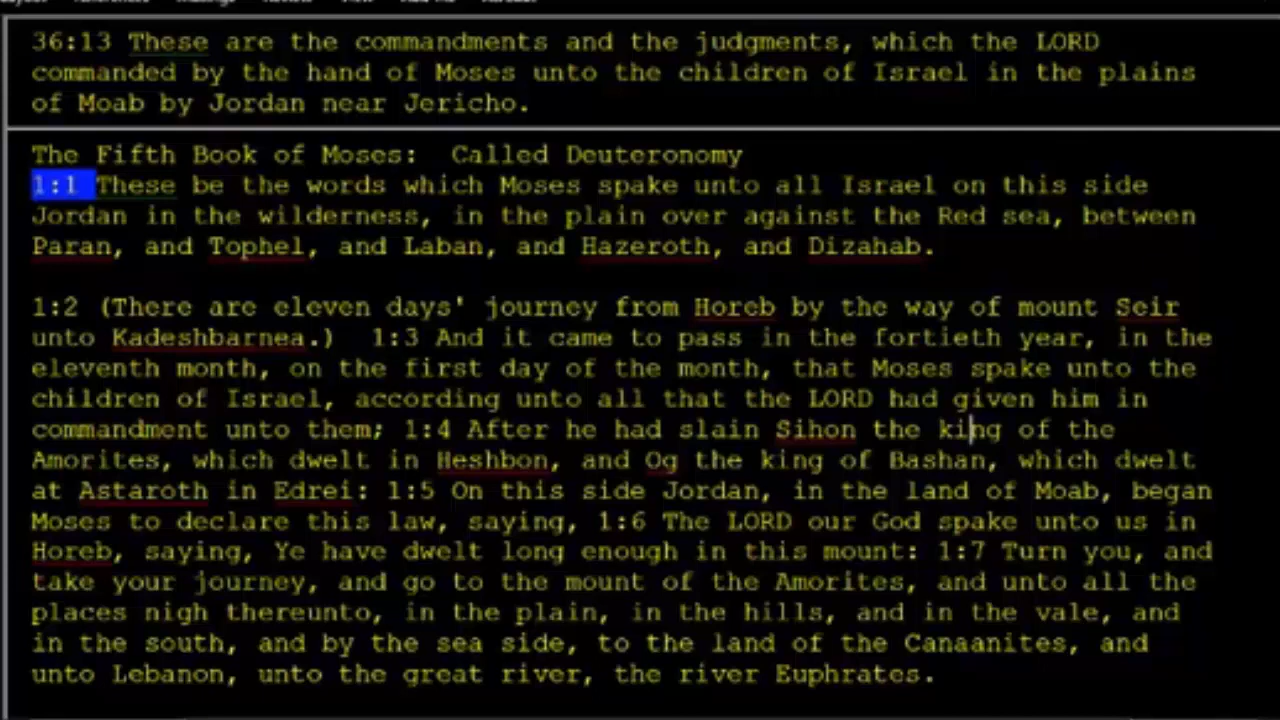 36:13 These are the commandments and the judgments, which the LORD
commanded by the hand of Moses unto the children of Israel in the plains
of Moab by Jordan near Jericho.
The Fifth Book of Moses:  Called Deuteronomy
1:1 These be the words which Moses spake unto all Israel on this side
Jordan in the wilderness, in the plain over against the Red sea, between
Paran, and Tophel, and Laban, and Hazeroth, and Dizahab.
1:2 (There are eleven days' journey from Horeb by the way of mount Seir
unto Kadeshbarnea.)  1:3 And it came to pass in the fortieth year, in the
eleventh month, on the first day of the month, that Moses spake unto the
children of Israel, according unto all that the LORD had given him in
commandment unto them; 1:4 After he had slain Sihon the king of the
Amorites, which dwelt in Heshbon, and Og the king of Bashan, which dwelt
at Astaroth in Edrei: 1:5 On this side Jordan, in the land of Moab, began
Moses to declare this law, saying, 1:6 The LORD our God spake unto us in
Horeb, saying, Ye have dwelt long enough in this mount: 1:7 Turn you, and
take your journey, and go to the mount of the Amorites, and unto all the
places nigh thereunto, in the plain, in the hills, and in the vale, and
in the south, and by the sea side, to the land of the Canaanites, and
unto Lebanon, unto the great river, the river Euphrates.